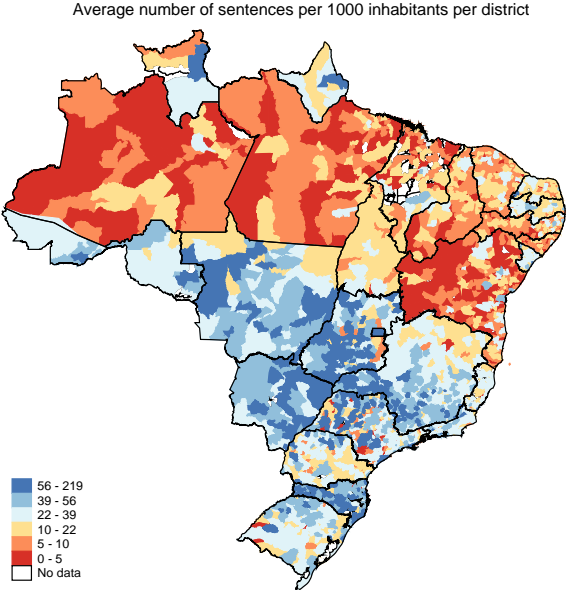 Average number of sentences per 1000 inhabitants per district
56 - 219
39 - 56
22 - 39
10 - 22
5 - 10
0 - 5
No data